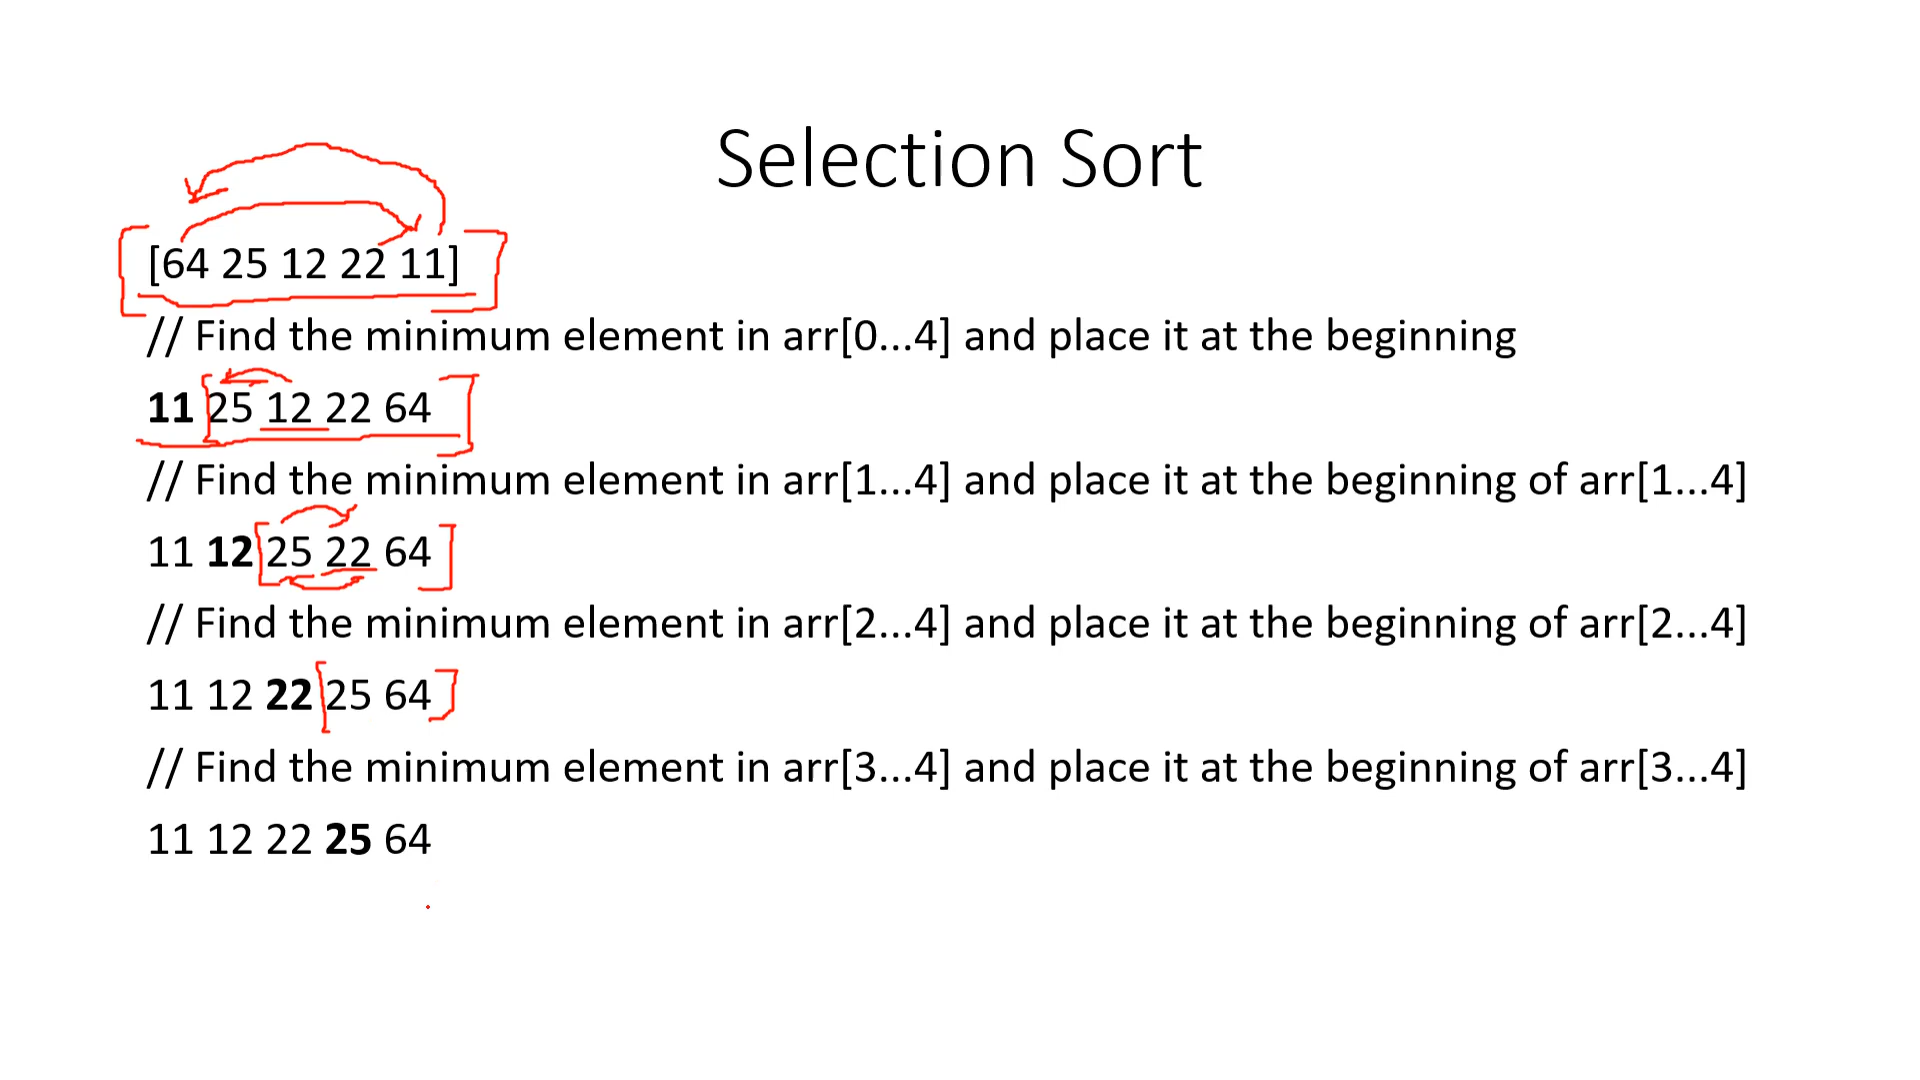 Selection Sort
[64 25 12 22 11]
// Find the minimum element in arr[0...4] and place it at the beginning
11 25 12 22 64
// Find the minimum element in arr[1...4] and place it at the beginning of arr[1...4]
11 12 25 22 64
// Find the minimum element in arr[2...4] and place it at the beginning of arr[2...4]
11 12 22 25 64
// Find the minimum element in arr[3...4] and place it at the beginning of arr[3...4]
11 12 22 25 64